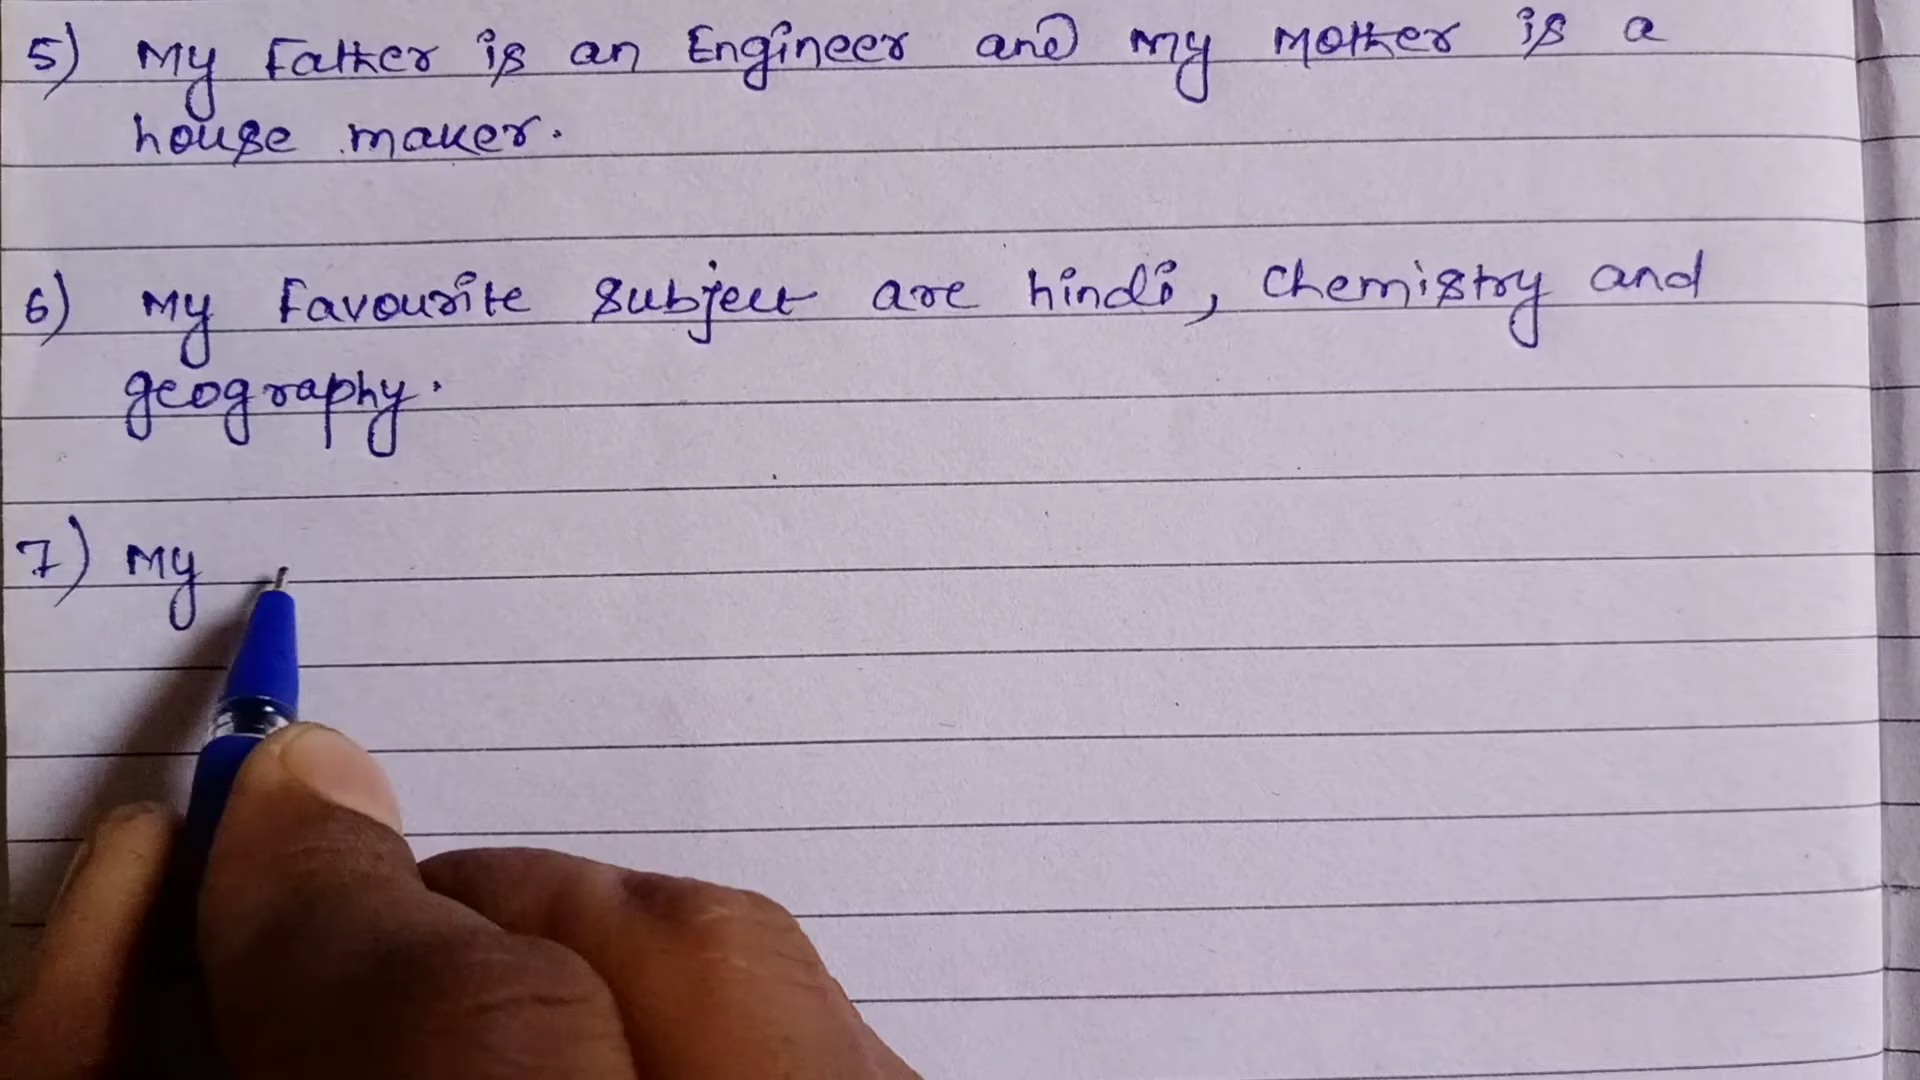 5) My Father is an Engineer and my Mother is a
house maker.
6) My Favourite Subject are hindi, Chemistry and
geography.
7) My